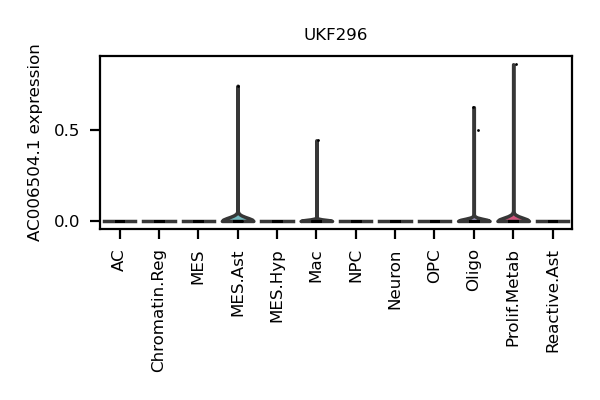 UKF296
AC006504.1 expression
0.5
0.0
AC
Chromatin.Reg
MES
MES.Ast
MES.Hyp
Mac
NPC
Neuron
OPC
Oligo
Prolif.Metab
Reactive.Ast